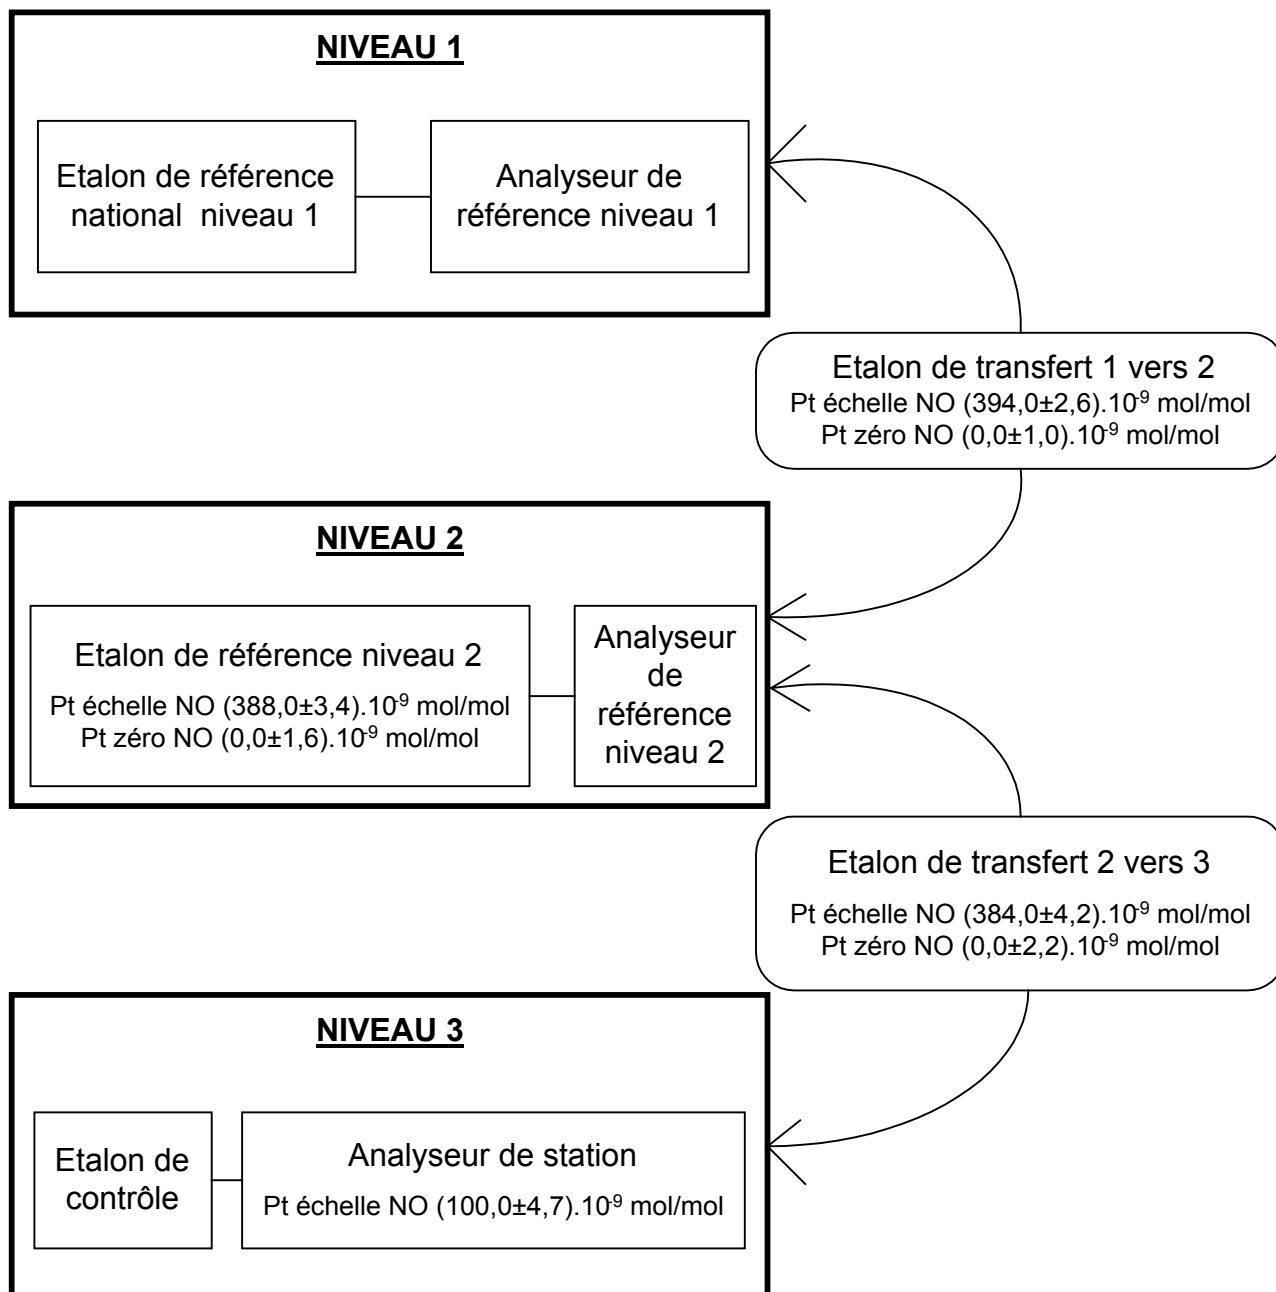 NIVEAU 1
Etalon de référence
national niveau 1
Analyseur de
référence niveau 1
Etalon de transfert 1 vers 2
Pt échelle NO (394,0±2,6).10⁻⁹ mol/mol
Pt zéro NO (0,0±1,0).10⁻⁹ mol/mol
NIVEAU 2
Etalon de référence niveau 2
Pt échelle NO (388,0±3,4).10⁻⁹ mol/mol
Pt zéro NO (0,0±1,6).10⁻⁹ mol/mol
Analyseur
de
référence
niveau 2
Etalon de transfert 2 vers 3
Pt échelle NO (384,0±4,2).10⁻⁹ mol/mol
Pt zéro NO (0,0±2,2).10⁻⁹ mol/mol
NIVEAU 3
Etalon de
contrôle
Analyseur de station
Pt échelle NO (100,0±4,7).10⁻⁹ mol/mol